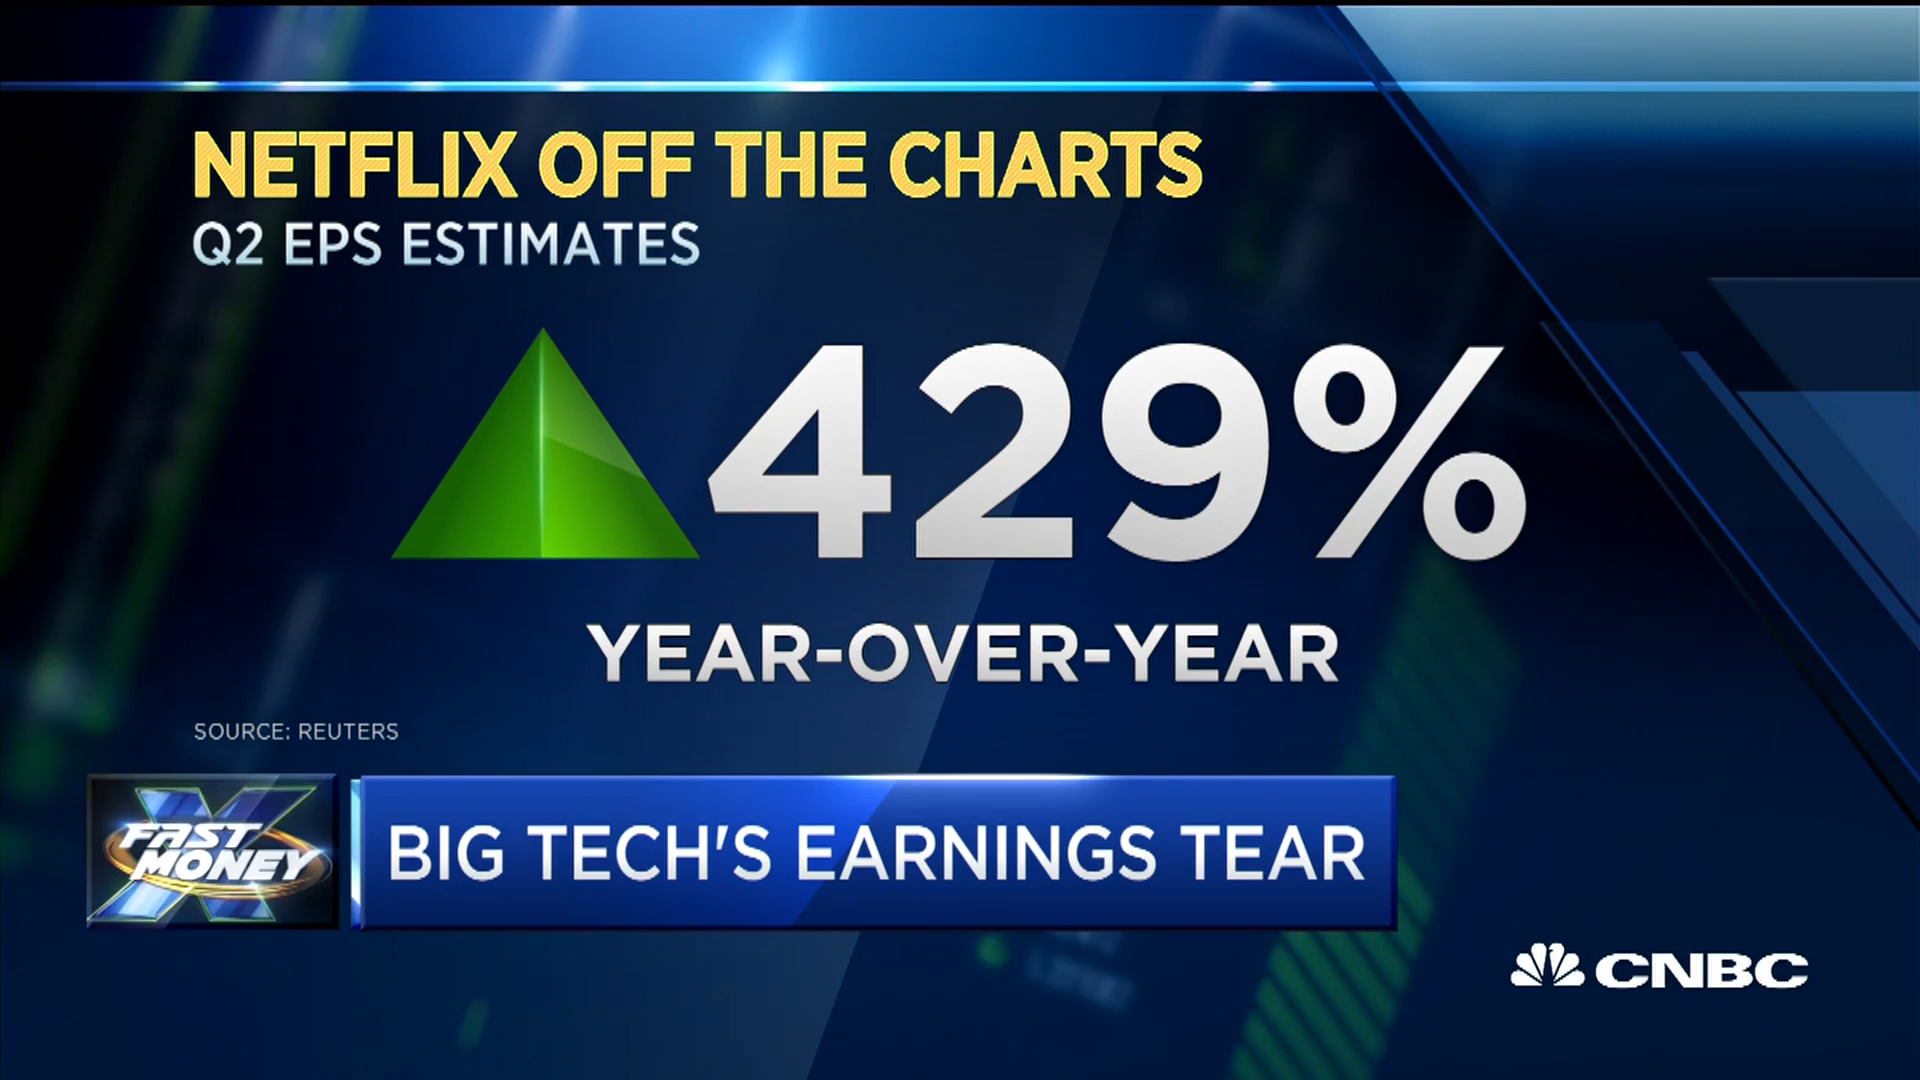 NETFLIX OFF THE CHARTS
Q2 EPS ESTIMATES
429%
YEAR-OVER-YEAR
SOURCE: REUTERS
FAST
MONEY
BIG TECH'S EARNINGS TEAR
CNBC